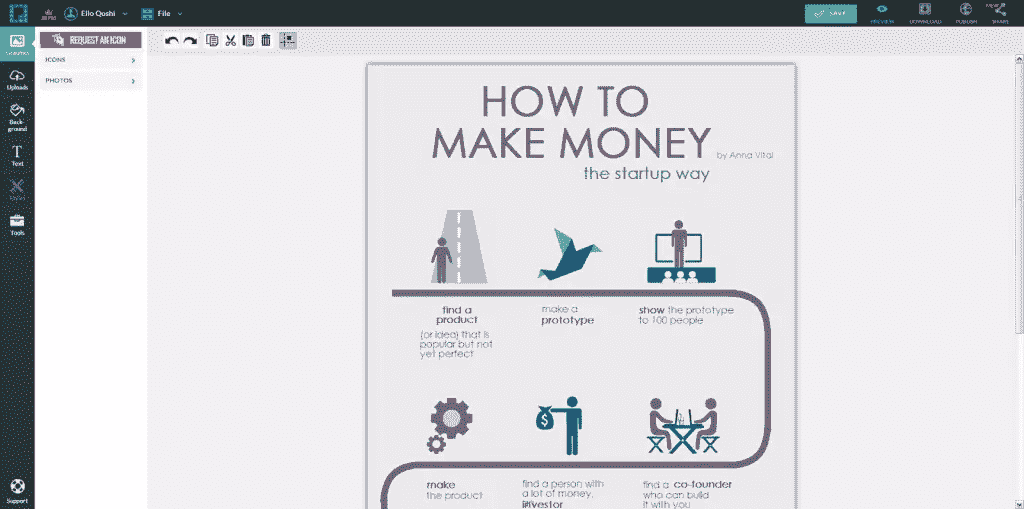 Ello Qoshi
File
SAVE
PREVIEW
DOWNLOAD
PUBLISH
SHARE
REQUEST AN ICON
ICONS
PHOTOS
Uploads
Back-
ground
Text
Tools
Support
HOW TO
MAKE MONEY
by Anna Vital
the startup way
find a
product
(or idea) that is
popular but not
yet perfect
make a
prototype
show the prototype
to 100 people
$
make
the product
find a person with
a lot of money,
investor
find a co-founder
who can build
it with you